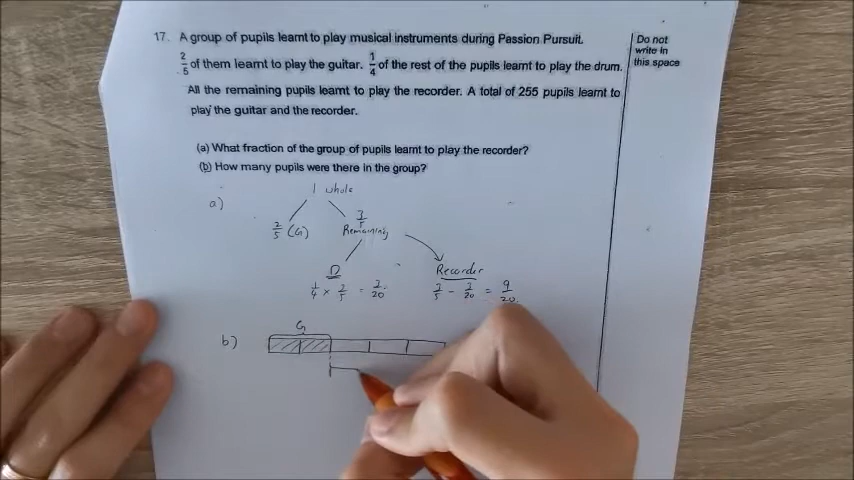 17. A group of pupils learnt to play musical instruments during Passion Pursuit.
2/5 of them learnt to play the guitar. 1/4 of the rest of the pupils learnt to play the drum.
All the remaining pupils learnt to play the recorder. A total of 255 pupils learnt to
play the guitar and the recorder.
Do not
write in
this space
(a) What fraction of the group of pupils learnt to play the recorder?
(b) How many pupils were there in the group?
a) 1 whole
2/5 (G) 3/5 Remaining
D Recorder
1/4 × 3/5 = 3/20 3/5 - 3/20 = 9/20
b) G